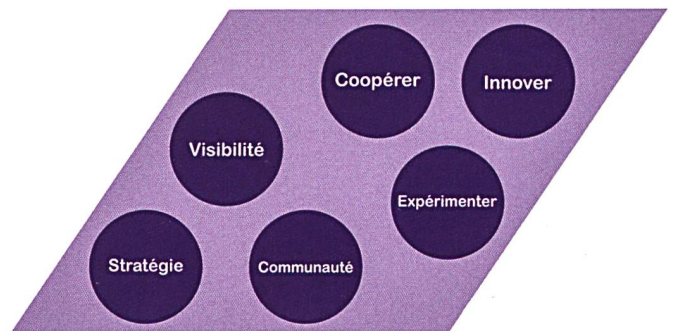 Coopérer
Innover
Visibilité
Expérimenter
Stratégie
Communauté